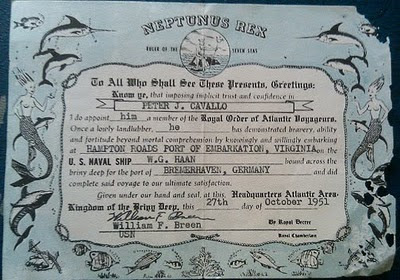 NEPTUNUS REX
RULER OF THE SEVEN SEAS
To All Who Shall See These Presents, Greetings:
Know ye, that imposing implicit trust and confidence in
PETER J. CAVALLO
I do appoint him a member of the Royal Order of Atlantic Voyageurs.
Once a lowly landlubber, he has demonstrated bravery, ability
and fortitude beyond mortal comprehension by knowingly and willingly embarking
at HAMPTON ROADS PORT OF EMBARKATION, VIRGINIA on the
U. S. NAVAL SHIP W.G. HAAN bound across the
briny deep for the port of BREMERHAVEN, GERMANY and did
complete said voyage to our ultimate satisfaction.
Given under our hand and seal at this, Headquarters Atlantic Area-
Kingdom of the Briny Deep, this 27th day of October 1951
William F. Breen
William F. Breen By Royal Decree
USN Royal Chamberlain